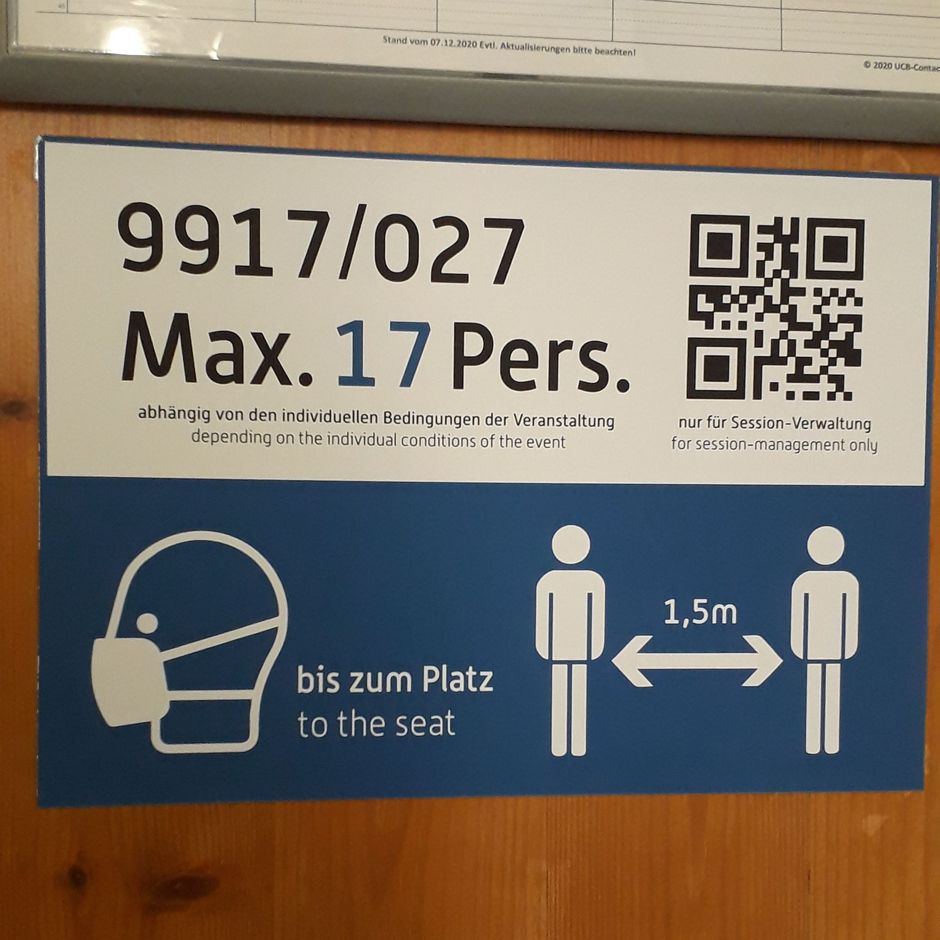 Stand vom 07.12.2020 Evtl. Aktualisierungen bitte beachten!
© 2020 UCB-Contac
9917/027
Max. 17 Pers.
abhängig von den individuellen Bedingungen der Veranstaltung
depending on the individual conditions of the event
nur für Session-Verwaltung
for session-management only
bis zum Platz
to the seat
1,5m